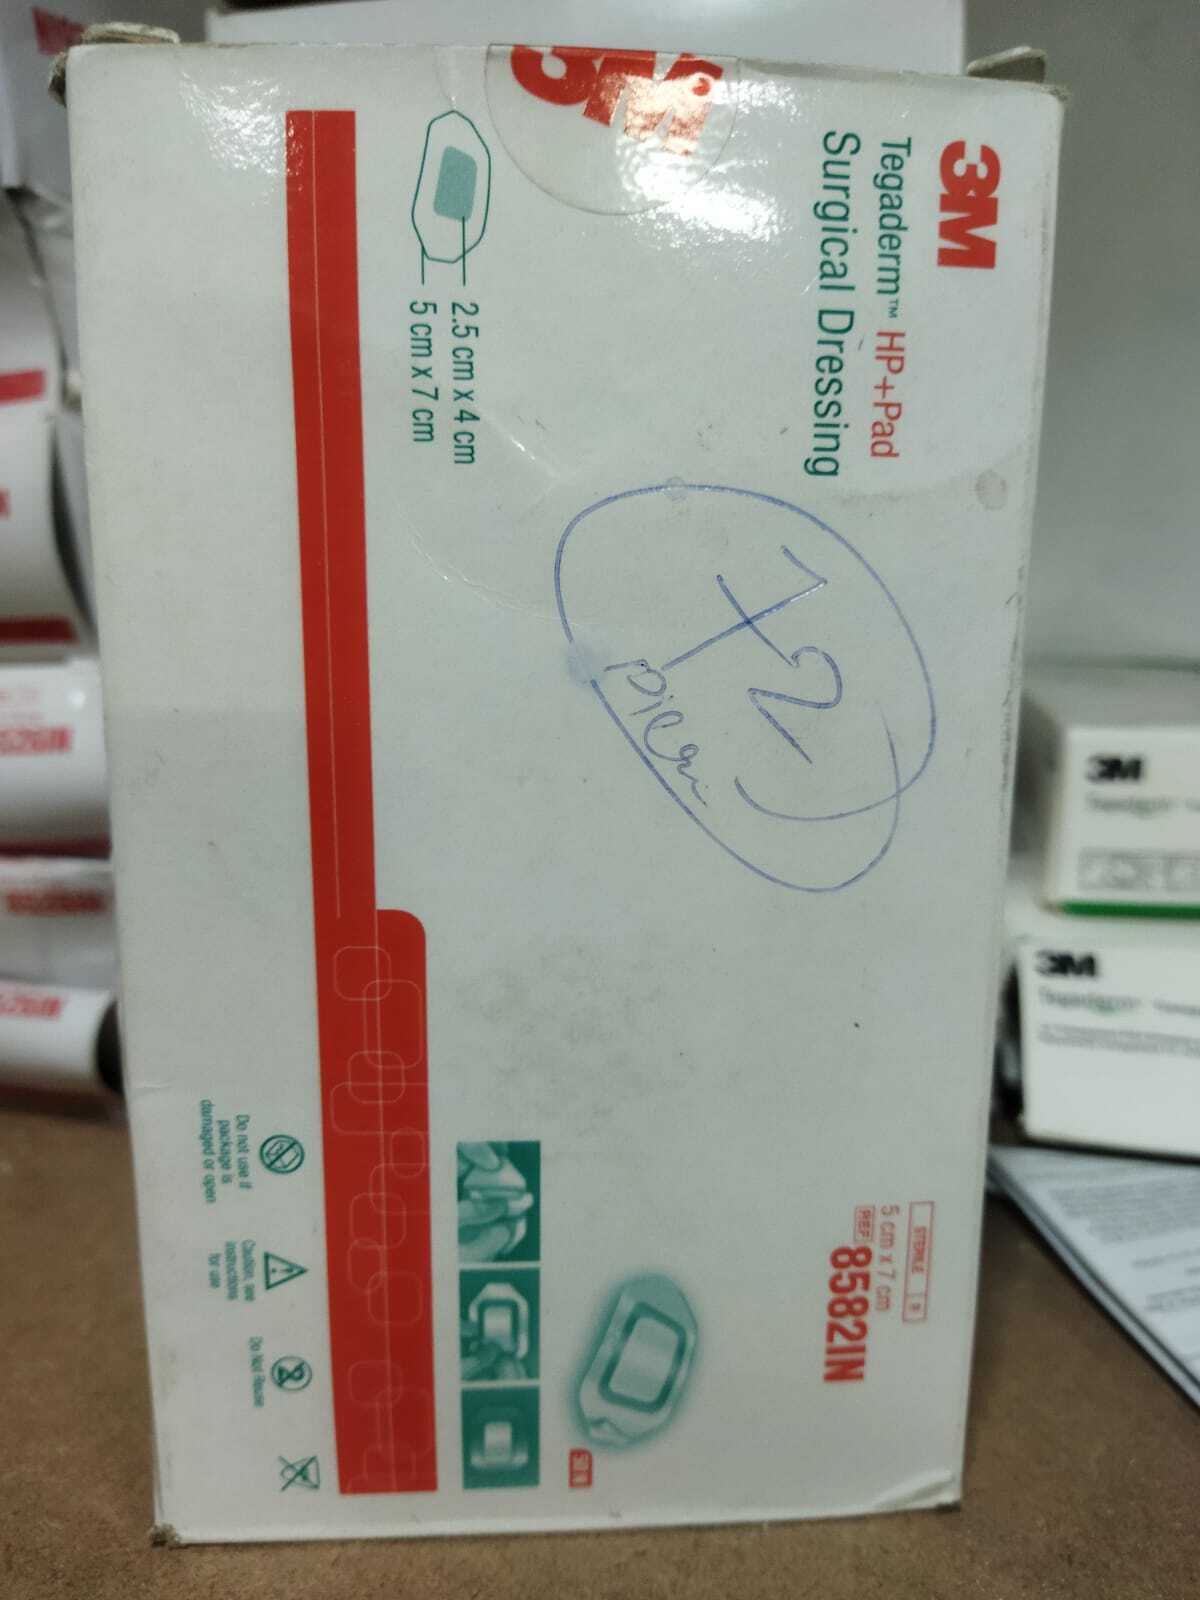 3M
3M
Tegaderm™ HP+Pad
Surgical Dressing
2.5 cm x 4 cm
5 cm x 7 cm
STERILE R
5 cm x 7 cm
REF 8582IN
Do not use if
package is
damaged or open
Caution, see
instructions
for use
Do Not Reuse
3M
3M